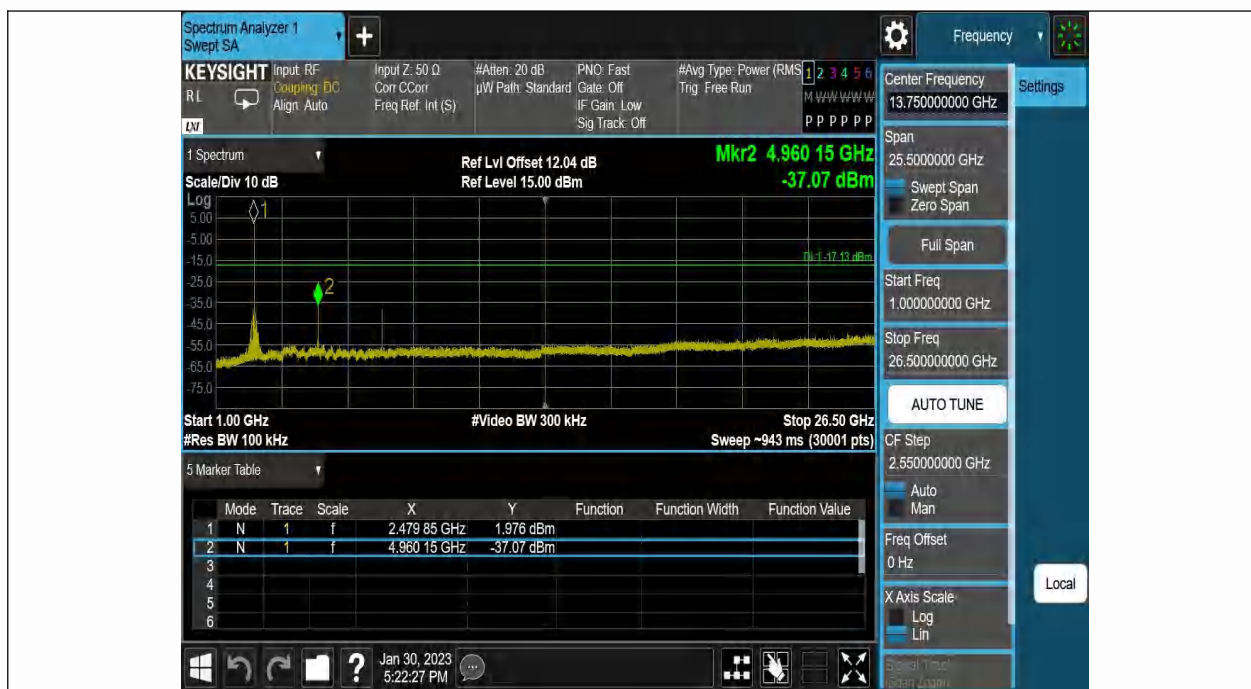 Spectrum Analyzer 1
Swept SA
+
Frequency
KEYSIGHT
RL
LXI
Input: RF
Coupling: DC
Align: Auto
Input Z: 50 Ω
Corr CCorr
Freq Ref: Int (S)
#Atten: 20 dB
µW Path: Standard
PNO: Fast
Gate: Off
IF Gain: Low
Sig Track: Off
#Avg Type: Power (RMS
Trig: Free Run
1 2 3 4 5 6
M W W W W W
P P P P P P
1 Spectrum
Scale/Div 10 dB
Ref Lvl Offset 12.04 dB
Ref Level 15.00 dBm
Mkr2 4.960 15 GHz
-37.07 dBm
Log
5.00
-5.00
-15.0
-25.0
-35.0
-45.0
-55.0
-65.0
-75.0
1
2
DL1 -17.13 dBm
Start 1.00 GHz
#Res BW 100 kHz
#Video BW 300 kHz
Stop 26.50 GHz
Sweep ~943 ms (30001 pts)
5 Marker Table
Mode Trace Scale X Y Function Function Width Function Value
1 N 1 f 2.479 85 GHz 1.976 dBm
2 N 1 f 4.960 15 GHz -37.07 dBm
3
4
5
6
Jan 30, 2023
5:22:27 PM
?
Center Frequency
13.750000000 GHz
Settings
Span
25.5000000 GHz
Swept Span
Zero Span
Full Span
Start Freq
1.000000000 GHz
Stop Freq
26.500000000 GHz
AUTO TUNE
CF Step
2.550000000 GHz
Auto
Man
Freq Offset
0 Hz
X Axis Scale
Log
Lin
Local
Signal Track
(Span Zoom)